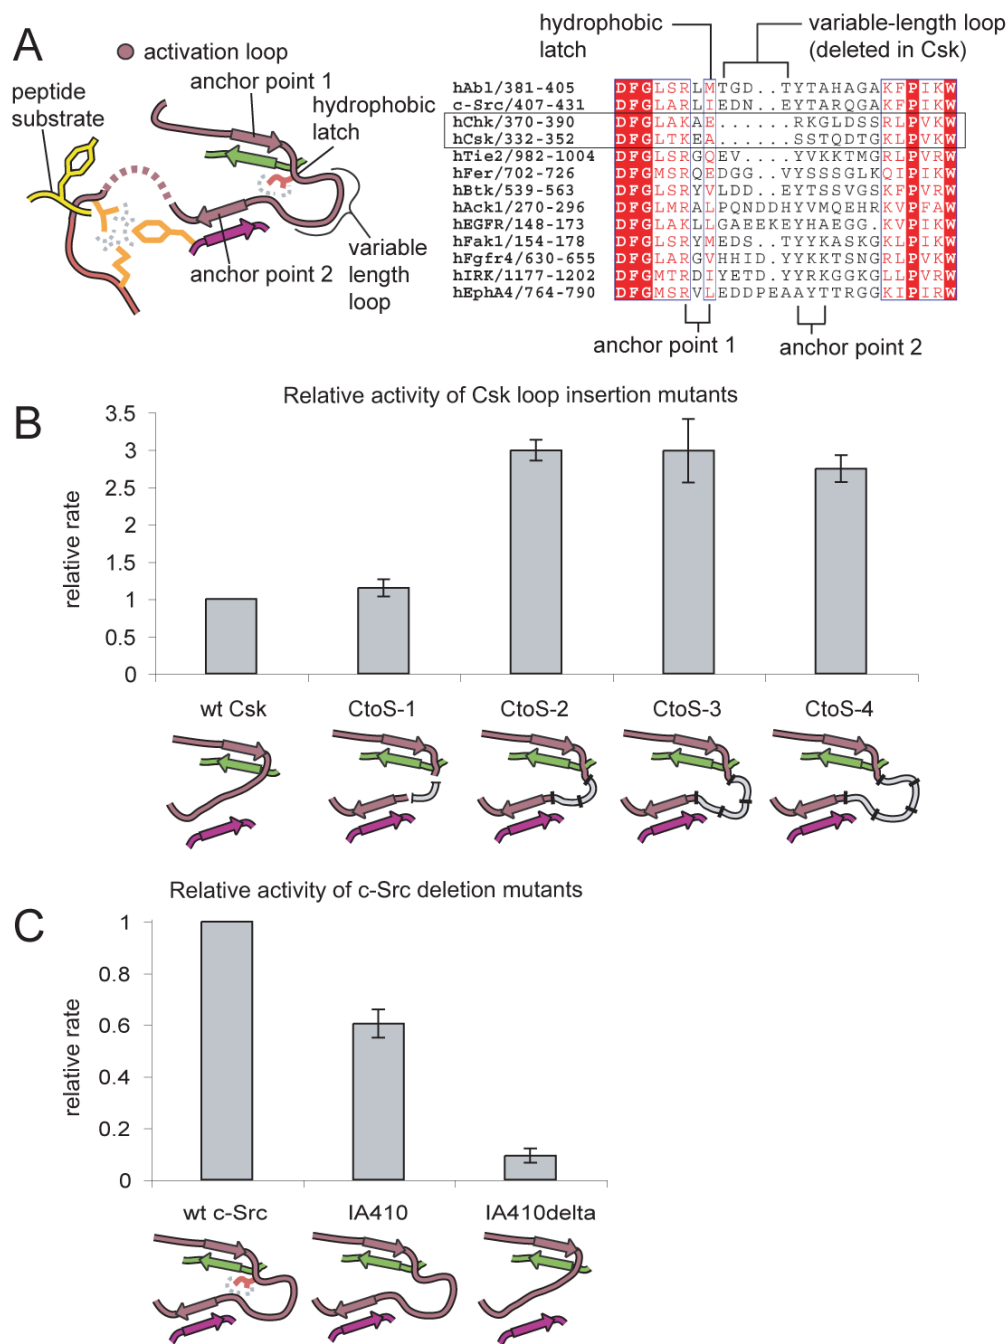 A
activation loop
anchor point 1
peptide
substrate
hydrophobic
latch
variable
length
loop
anchor point 2
hydrophobic
latch
variable-length loop
(deleted in Csk)
hAbl/381-405 DFGLSRLMTGD..TYTAHAGAKFPIKW
c-Src/407-431 DFGLARLIEDN..EYTARQGAKFPIKW
hChk/370-390 DFGLAKAE......RKGLDSSRLPVKW
hCsk/332-352 DFGLTKEA......SSTQDTGKLPVKW
hTie2/982-1004 DFGLSRGQEV....YVKKTMGRLPVRW
hFer/702-726 DFGMSRQEDGG..VYSSSGLKQIPIKW
hBtk/539-563 DFGLSRYVLDD..EYTSSVGSKFPVRW
hAck1/270-296 DFGLMRALPQNDDHYVMQEHRKVPFAW
hEGFR/148-173 DFGLAKLLGAEEKEYHAEGG.KVPIKW
hFak1/154-178 DFGLSRYMEDS..TYYKASKGKLPIKW
hFgfr4/630-655 DFGLARGVHHID.YYKKTSNGRLPVKW
hIRK/1177-1202 DFGMTRDIYETD.YYRKGGKGLLPVRW
hEphA4/764-790 DFGLSRVLEDDPEAAYTTRGGKIPIRW
anchor point 1
anchor point 2
B
Relative activity of Csk loop insertion mutants
3.5
3
2.5
2
1.5
1
0.5
0
relative rate
wt Csk
CtoS-1
CtoS-2
CtoS-3
CtoS-4
C
Relative activity of c-Src deletion mutants
1
0.8
0.6
0.4
0.2
0
relative rate
wt c-Src
IA410
IA410delta